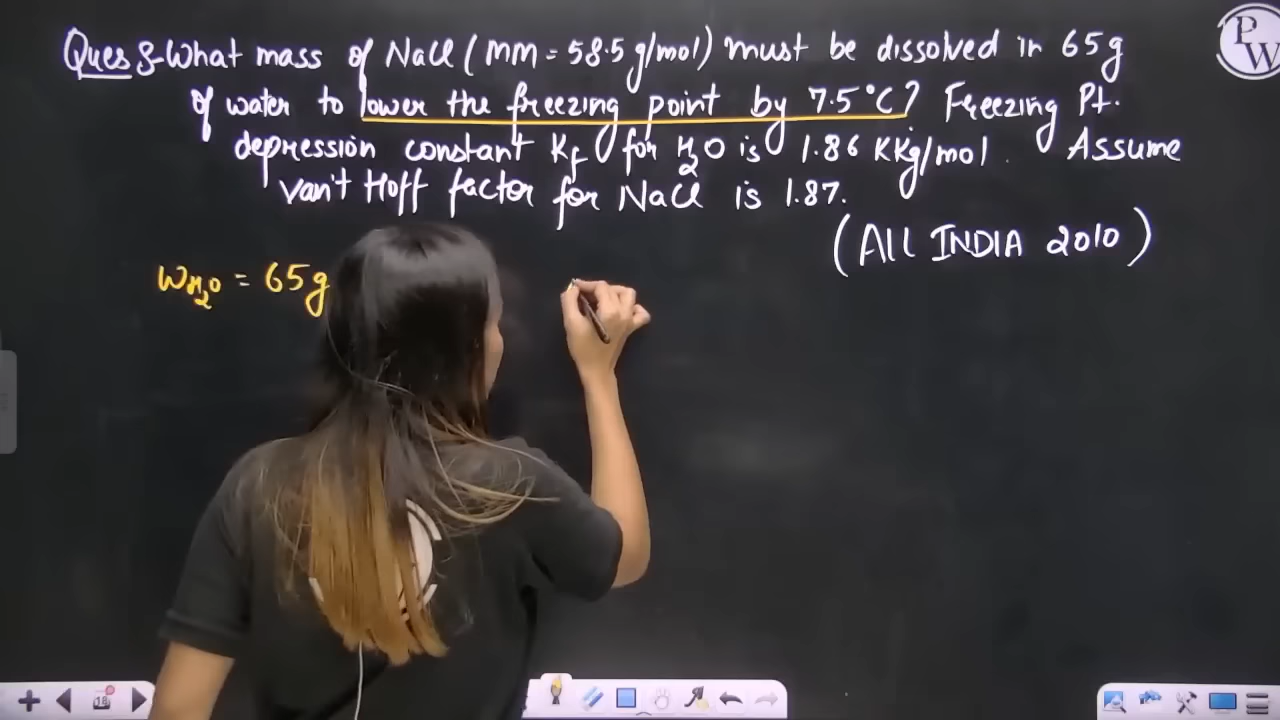 Ques :- What mass of NaCl (MM = 58.5 g/mol) must be dissolved in 65g
of water to lower the freezing point by 7.5°C? Freezing Pt.
depression constant Kf for H₂O is 1.86 KKg/mol. Assume
van't Hoff factor for NaCl is 1.87.
(All INDIA 2010)
WH₂O = 65g
PW
18